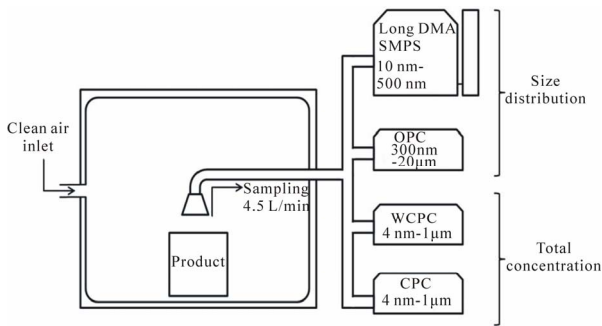 Long DMA
SMPS
10 nm-
500 nm
Size
distribution
OPC
300nm
-20μm
Clean air
inlet
Sampling
4.5 L/min
WCPC
4 nm-1μm
Product
Total
concentration
CPC
4 nm-1μm